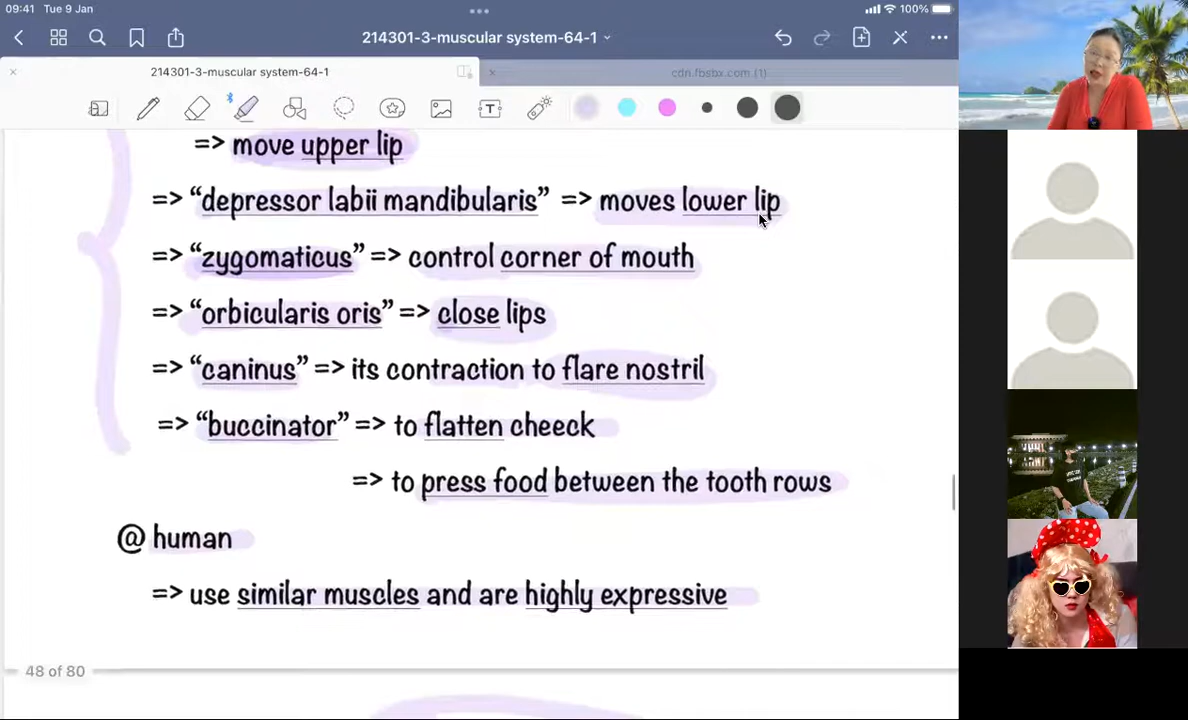 09:41 Tue 9 Jan
100%
214301-3-muscular system-64-1
214301-3-muscular system-64-1
cdn.fbsbx.com (1)
=> move upper lip
=> “depressor labii mandibularis” => moves lower lip
=> “zygomaticus” => control corner of mouth
=> “orbicularis oris” => close lips
=> “caninus” => its contraction to flare nostril
=> “buccinator” => to flatten cheeck
=> to press food between the tooth rows
@ human
=> use similar muscles and are highly expressive
48 of 80